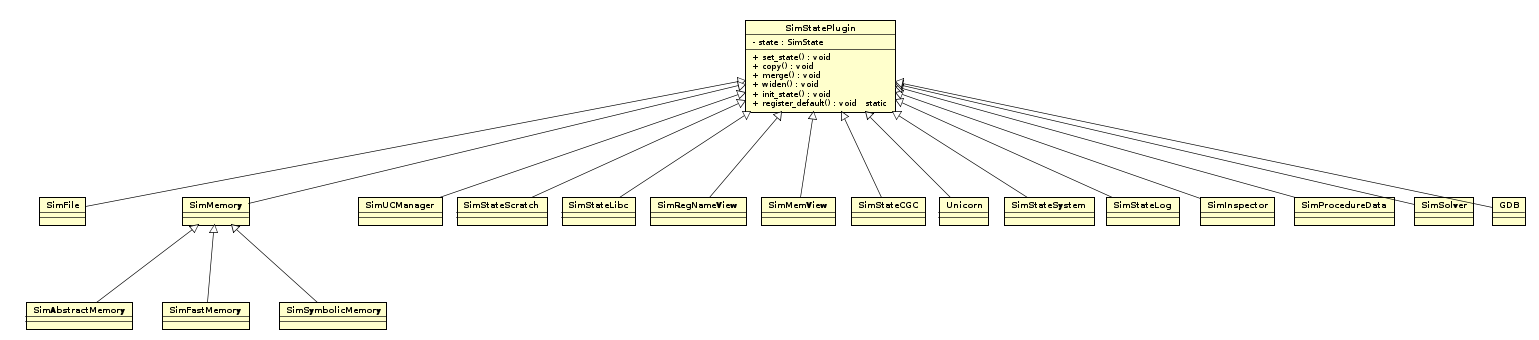 SimStatePlugin
- state : SimState
+ set_state() : void
+ copy() : void
+ merge() : void
+ widen() : void
+ init_state() : void
+ register_default() : void static
SimFile
SimMemory
SimUCManager
SimStateScratch
SimStateLibc
SimRegNameView
SimMemView
SimStateCGC
Unicorn
SimStateSystem
SimStateLog
SimInspector
SimProcedureData
SimSolver
GDB
SimAbstractMemory
SimFastMemory
SimSymbolicMemory